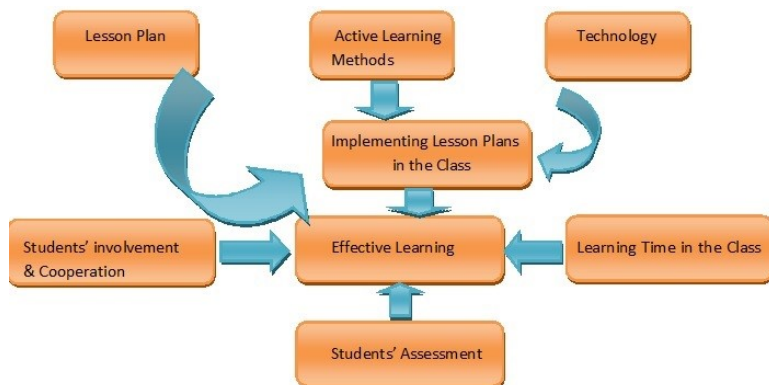 Lesson Plan
Active Learning
Methods
Technology
Implementing Lesson Plans
in the Class
Students’ involvement
& Cooperation
Effective Learning
Learning Time in the Class
Students’ Assessment